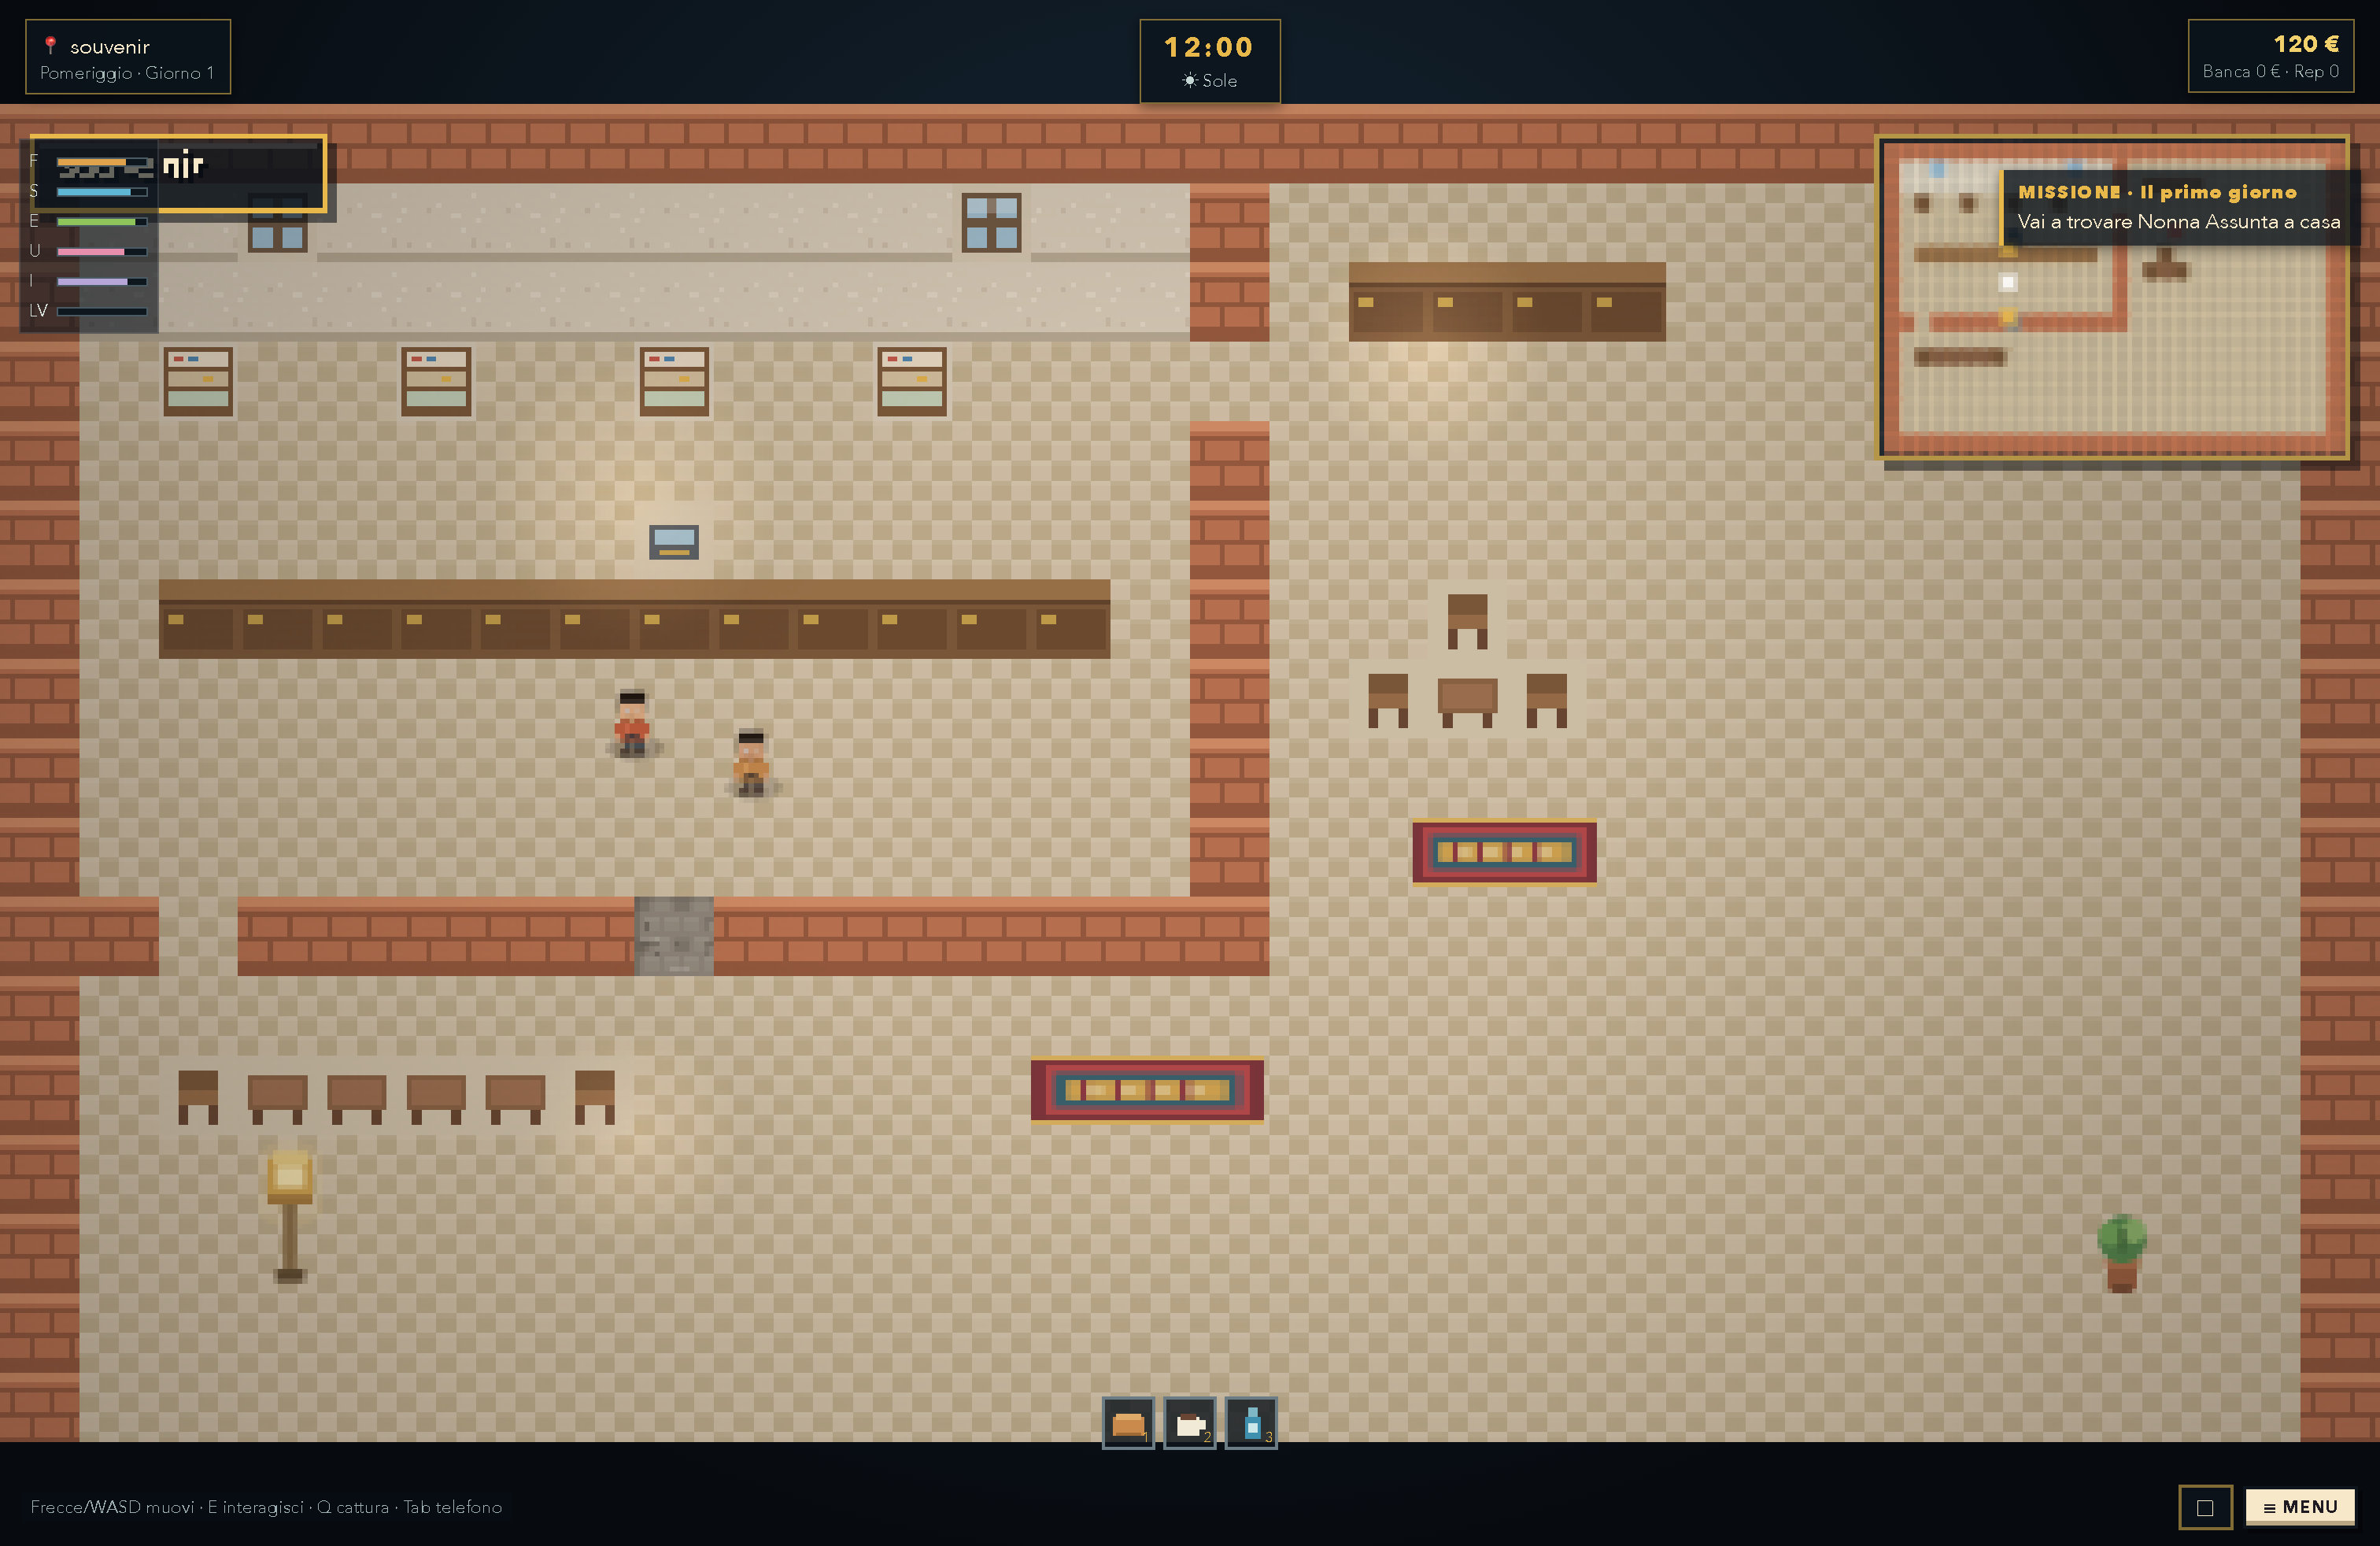 souvenir
Pomeriggio · Giorno 1
12:00
☀ Sole
120 €
Banca 0 € · Rep 0
F
S
E
U
I
LV
MISSIONE · Il primo giorno
Vai a trovare Nonna Assunta a casa
1
2
3
Frecce/WASD muovi · E interagisci · Q cattura · Tab telefono
≡ MENU